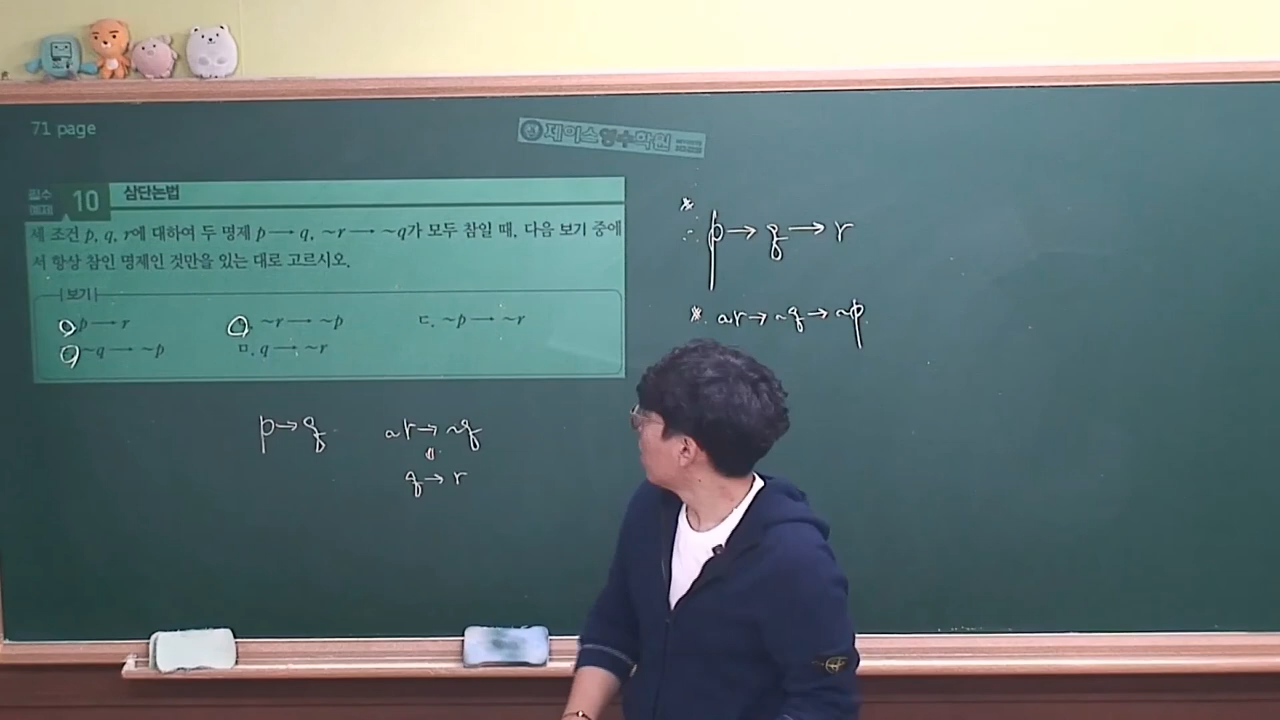 71 page
제이스영수학원
필수 예제 10 삼단논법
세 조건 p, q, r에 대하여 두 명제 p → q, ~r → ~q가 모두 참일 때, 다음 보기 중에
서 항상 참인 명제인 것만을 있는 대로 고르시오.
보기
p → r . ~r → ~p ㄷ. ~p → ~r
~q → ~p ㅁ. q → ~r
p → q ~r → ~q
q → r
* ∴ p → q → r
*. ~r → ~q → ~p